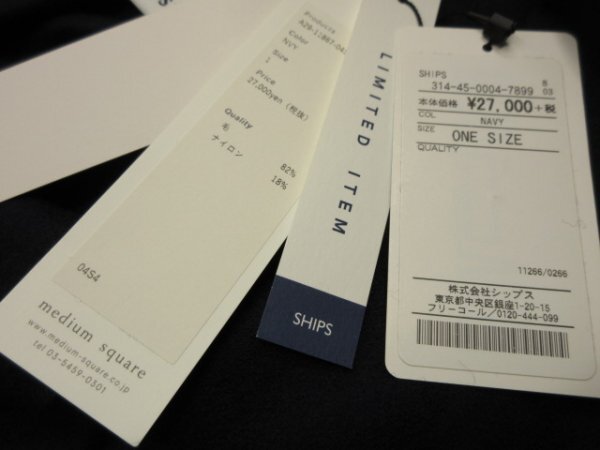 Products
Color
NVY
Size
1
Price
27,000yen (税抜)
Quality
毛 82%
ナイロン 18%
04S4
medium square
www.medium-square.co.jp
tel 03-5459-0301
LIMITED ITEM
SHIPS
SHIPS
314-45-0004-7899 8 03
本体価格 ¥27,000+税
COL NAVY
SIZE ONE SIZE
QUALITY
11266/0266
株式会社シップス
東京都中央区銀座1-20-15
フリーコール/0120-444-099